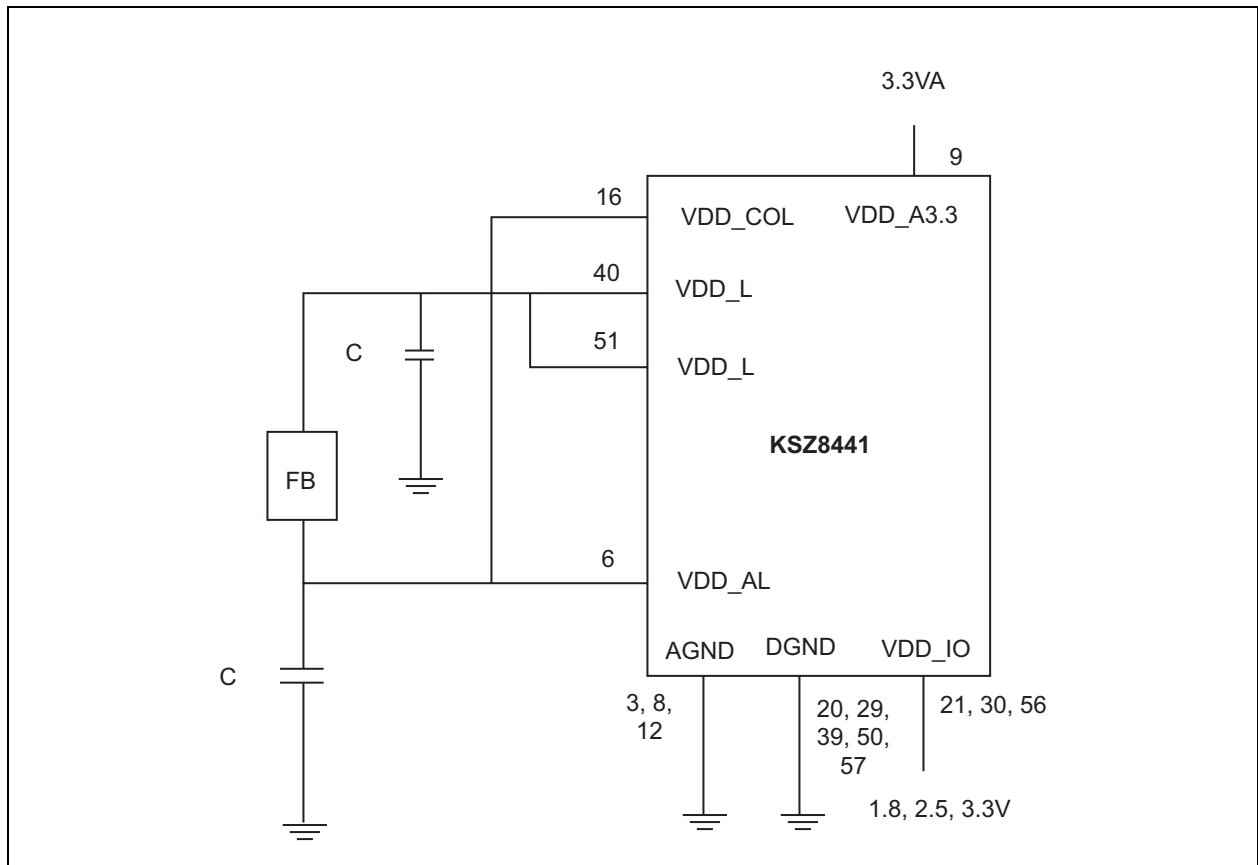 3.3VA
9
16
VDD_COL
VDD_A3.3
40
VDD_L
51
C
VDD_L
KSZ8441
FB
6
VDD_AL
AGND
DGND
VDD_IO
C
3, 8,
12
20, 29,
39, 50,
57
21, 30, 56
1.8, 2.5, 3.3V